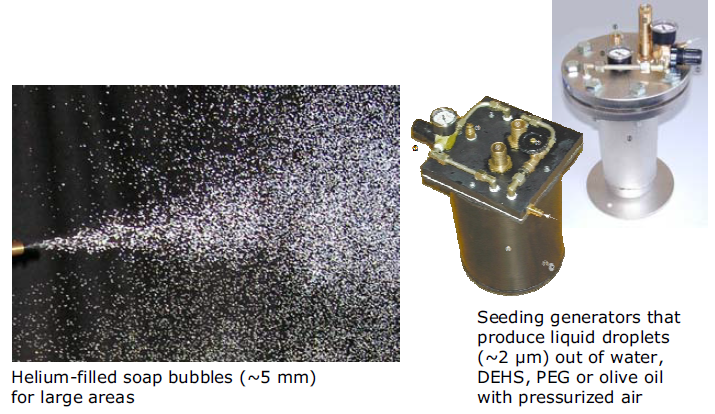 Helium-filled soap bubbles (~5 mm)
for large areas
Seeding generators that
produce liquid droplets
(~2 µm) out of water,
DEHS, PEG or olive oil
with pressurized air